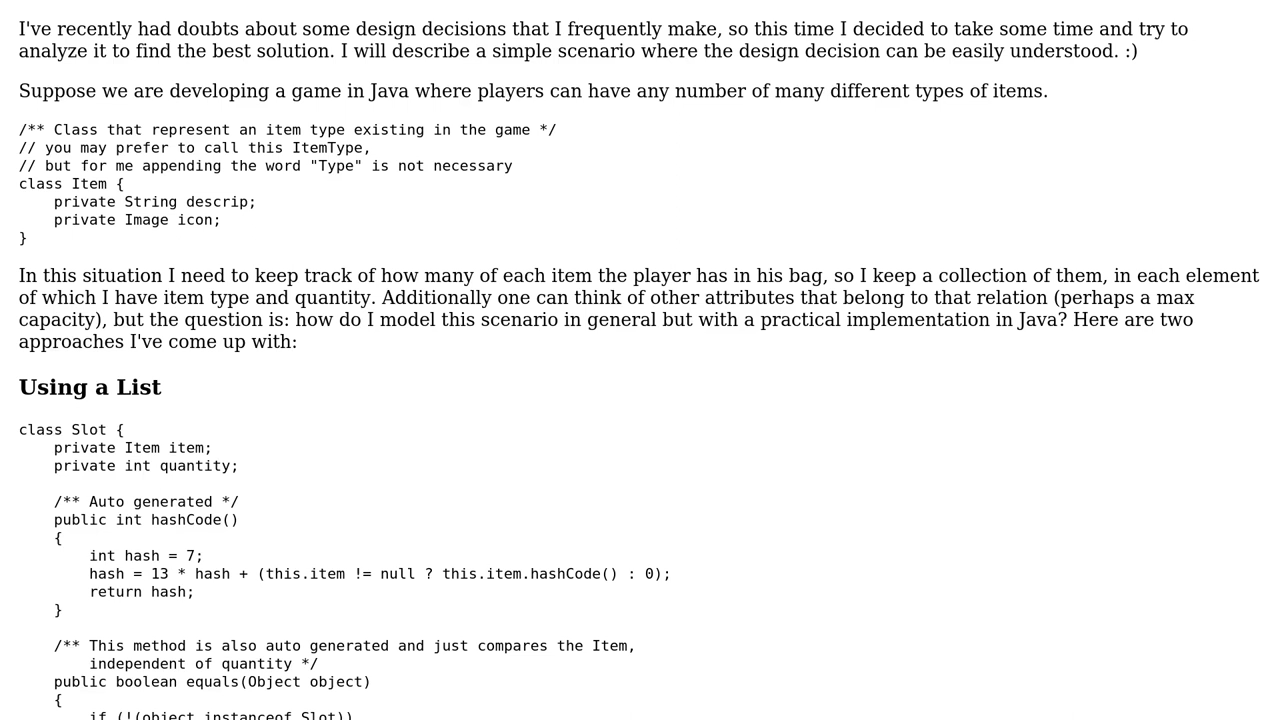 I've recently had doubts about some design decisions that I frequently make, so this time I decided to take some time and try to
analyze it to find the best solution. I will describe a simple scenario where the design decision can be easily understood. :)
Suppose we are developing a game in Java where players can have any number of many different types of items.
/** Class that represent an item type existing in the game */
// you may prefer to call this ItemType,
// but for me appending the word "Type" is not necessary
class Item {
    private String descrip;
    private Image icon;
}
In this situation I need to keep track of how many of each item the player has in his bag, so I keep a collection of them, in each element
of which I have item type and quantity. Additionally one can think of other attributes that belong to that relation (perhaps a max
capacity), but the question is: how do I model this scenario in general but with a practical implementation in Java? Here are two
approaches I've come up with:
Using a List
class Slot {
    private Item item;
    private int quantity;
    /** Auto generated */
    public int hashCode()
    {
        int hash = 7;
        hash = 13 * hash + (this.item != null ? this.item.hashCode() : 0);
        return hash;
    }
    /** This method is also auto generated and just compares the Item,
        independent of quantity */
    public boolean equals(Object object)
    {
        if (!(object instanceof Slot))